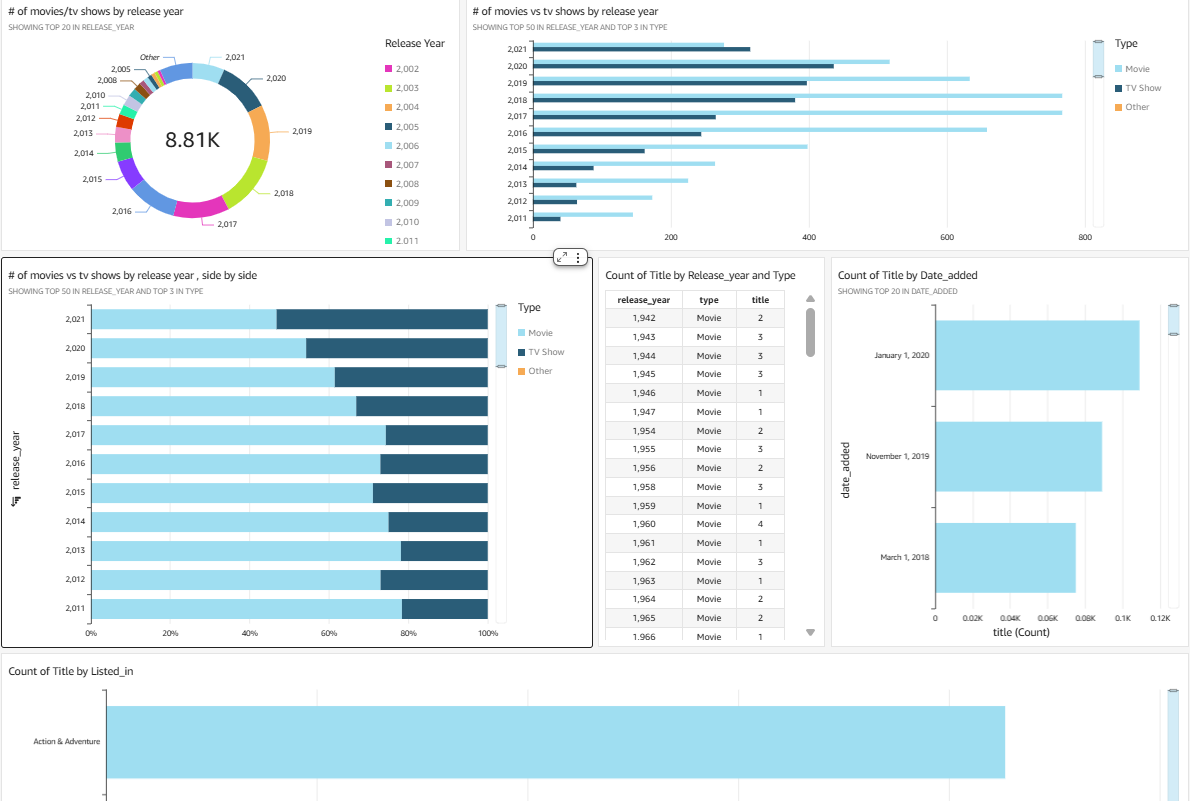 # of movies/tv shows by release year
SHOWING TOP 20 IN RELEASE_YEAR
Other
2,021
2,020
2,019
2,018
2,017
2,016
2,015
2,014
2,013
2,012
2,011
2,010
2,008
2,005
8.81K
Release Year
2,002
2,003
2,004
2,005
2,006
2,007
2,008
2,009
2,010
2,011
# of movies vs tv shows by release year
SHOWING TOP 50 IN RELEASE_YEAR AND TOP 3 IN TYPE
2,021
2,020
2,019
2,018
2,017
2,016
2,015
2,014
2,013
2,012
2,011
0 200 400 600 800
Type
Movie
TV Show
Other
# of movies vs tv shows by release year , side by side
SHOWING TOP 50 IN RELEASE_YEAR AND TOP 3 IN TYPE
release_year
2,021
2,020
2,019
2,018
2,017
2,016
2,015
2,014
2,013
2,012
2,011
0% 20% 40% 60% 80% 100%
Type
Movie
TV Show
Other
Count of Title by Release_year and Type
release_year type title
1,942 Movie 2
1,943 Movie 3
1,944 Movie 3
1,945 Movie 3
1,946 Movie 1
1,947 Movie 1
1,954 Movie 2
1,955 Movie 3
1,956 Movie 2
1,958 Movie 3
1,959 Movie 1
1,960 Movie 4
1,961 Movie 1
1,962 Movie 3
1,963 Movie 1
1,964 Movie 2
1,965 Movie 2
1,966 Movie 1
Count of Title by Date_added
SHOWING TOP 20 IN DATE_ADDED
date_added
January 1, 2020
November 1, 2019
March 1, 2018
0 0.02K 0.04K 0.06K 0.08K 0.1K 0.12K
title (Count)
Count of Title by Listed_in
Action & Adventure